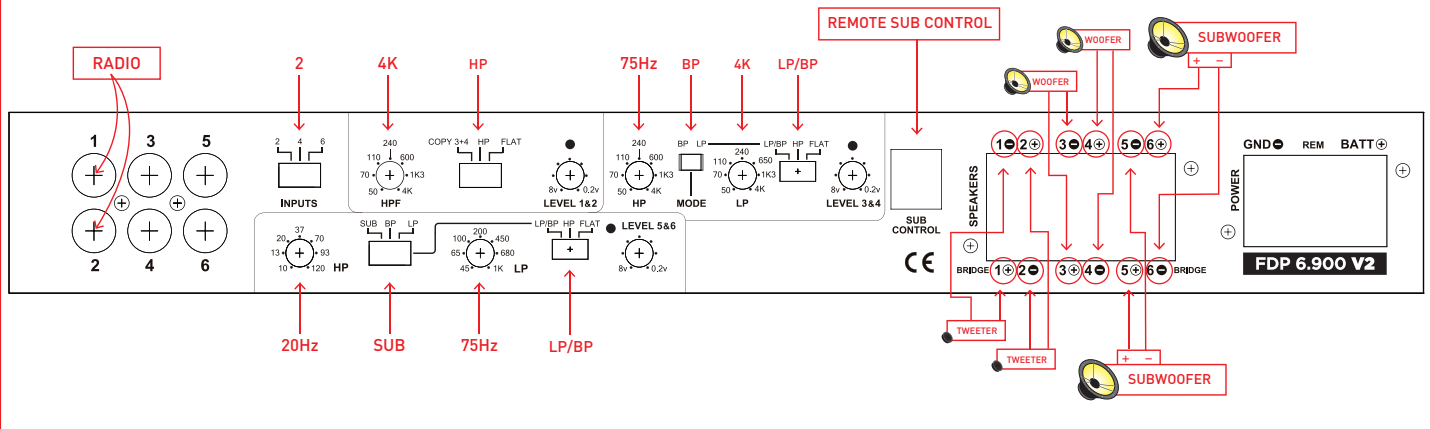 REMOTE SUB CONTROL
WOOFER
SUBWOOFER
+ −
RADIO
2
4K
HP
75Hz
BP
4K
LP/BP
WOOFER
1 3 5
2 4 6
2 4 6
INPUTS
240
110 600
70 1K3
50 4K
HPF
COPY 3+4 HP FLAT
8v 0.2v
LEVEL 1&2
240
110 600
70 1K3
50 4K
HP
BP LP
MODE
240
110 650
70 1K3
50 4K
LP
LP/BP HP FLAT
8v 0.2v
LEVEL 3&4
SUB
CONTROL
CE
37
20 70
13 93
10 120
HP
SUB BP LP
200
100 450
65 680
45 1K
LP
LP/BP HP FLAT
LEVEL 5&6
8v 0.2v
SPEAKERS
1 2 3 4 5 6
BRIDGE 1 2 3 4 5 6 BRIDGE
GND REM BATT
POWER
FDP 6.900 V2
20Hz
SUB
75Hz
LP/BP
TWEETER
TWEETER
+ −
SUBWOOFER